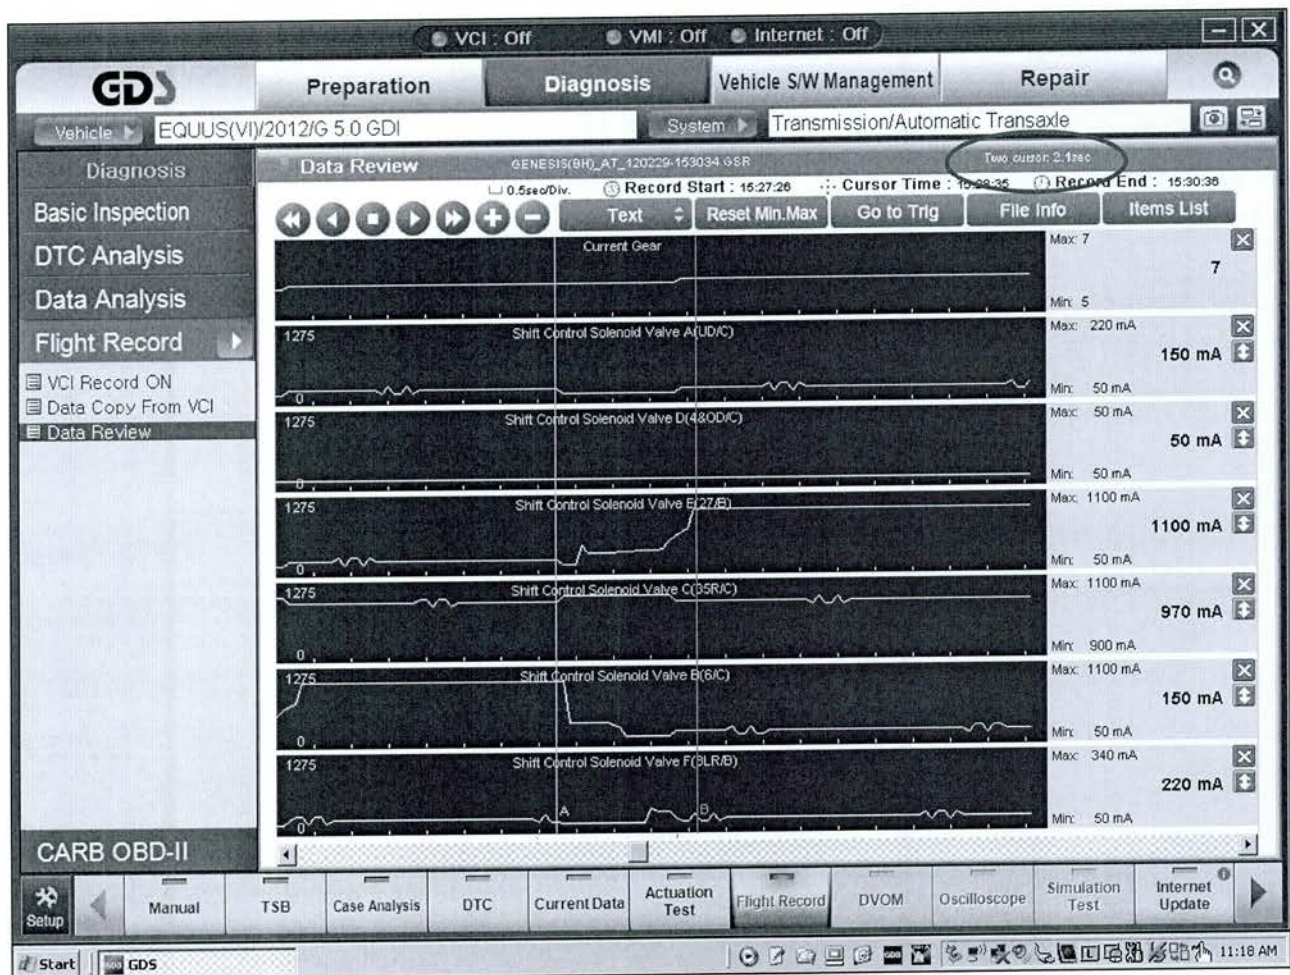 VCI : Off VMI : Off Internet : Off
GDS Preparation Diagnosis Vehicle S/W Management Repair
Vehicle EQUUS(VI)/2012/G 5.0 GDI System Transmission/Automatic Transaxle
Diagnosis
Basic Inspection
DTC Analysis
Data Analysis
Flight Record
VCI Record ON
Data Copy From VCI
Data Review
CARB OBD-II
Data Review GENESIS(BH)_AT_120229-153034.GSR Two cursor: 2.1sec
0.5sec/Div. Record Start : 15:27:26 Cursor Time : 15:28:35 Record End : 15:30:36
Text Reset Min.Max Go to Trig File Info Items List
Current Gear Max: 7
7
Min: 5
1275 Shift Control Solenoid Valve A(UD/C) Max: 220 mA
150 mA
0 Min: 50 mA
1275 Shift Control Solenoid Valve D(4&OD/C) Max: 50 mA
50 mA
0 Min: 50 mA
1275 Shift Control Solenoid Valve E(27/B) Max: 1100 mA
1100 mA
0 Min: 50 mA
1275 Shift Control Solenoid Valve C(35R/C) Max: 1100 mA
970 mA
0 Min: 900 mA
1275 Shift Control Solenoid Valve B(6/C) Max: 1100 mA
150 mA
0 Min: 50 mA
1275 Shift Control Solenoid Valve F(8LR/B) Max: 340 mA
220 mA
A B
0 Min: 50 mA
Setup Manual TSB Case Analysis DTC Current Data Actuation Test Flight Record DVOM Oscilloscope Simulation Test Internet Update
Start GDS 11:18 AM